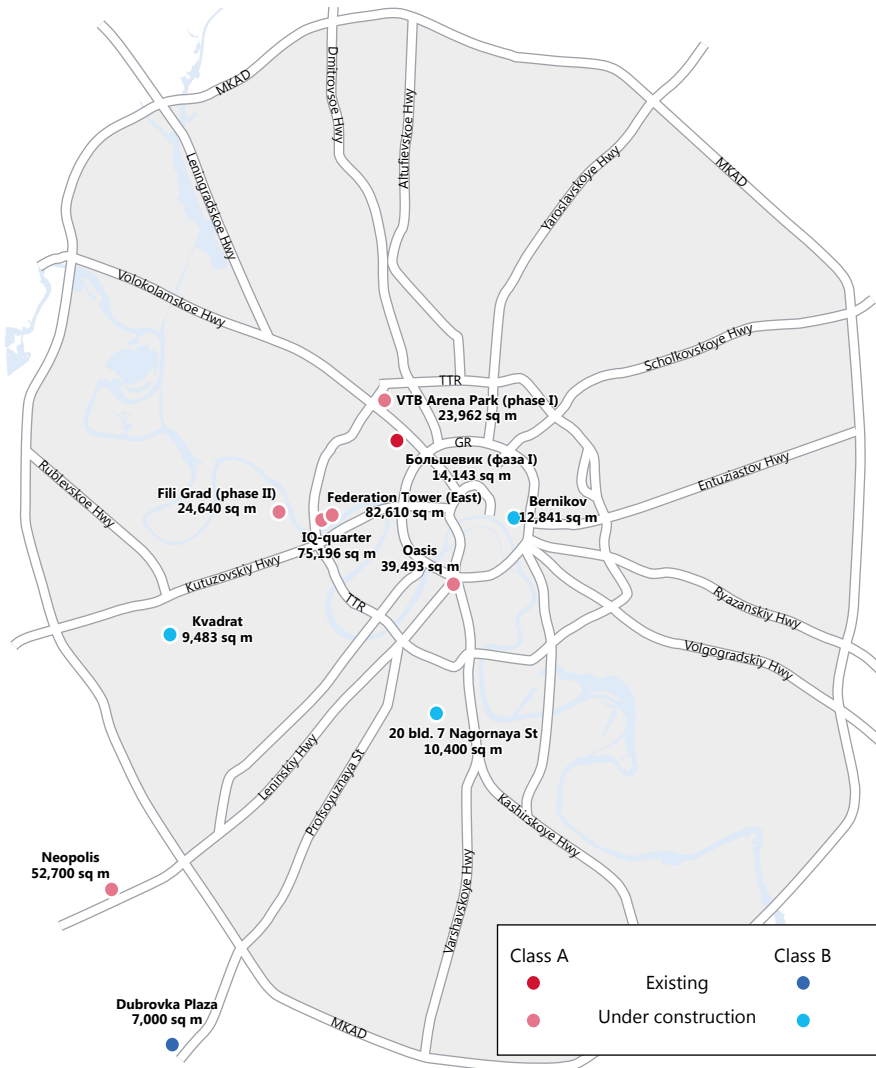 MKAD
Dmitrovsoe Hwy
Altufievskoe Hwy
Leningradskoe Hwy
Yaroslavskoye Hwy
MKAD
Volokolamskoe Hwy
Scholkovskoye Hwy
TTR
VTB Arena Park (phase I)
23,962 sq m
GR
Большевик (фаза I)
14,143 sq m
Entuziastov Hwy
Rublevskoe Hwy
Fili Grad (phase II)
24,640 sq m
Federation Tower (East)
82,610 sq m
Bernikov
12,841 sq m
IQ-quarter
75,196 sq m
Oasis
39,493 sq m
Kutuzovskiy Hwy
TTR
Ryazanskiy Hwy
Kvadrat
9,483 sq m
Volgogradskiy Hwy
20 bld. 7 Nagornaya St
10,400 sq m
Leninskiy Hwy
Profsoyuznaya St
Kashirskoye Hwy
Varshavskoye Hwy
Neopolis
52,700 sq m
Dubrovka Plaza
7,000 sq m
MKAD
Class A
Class B
Existing
Under construction